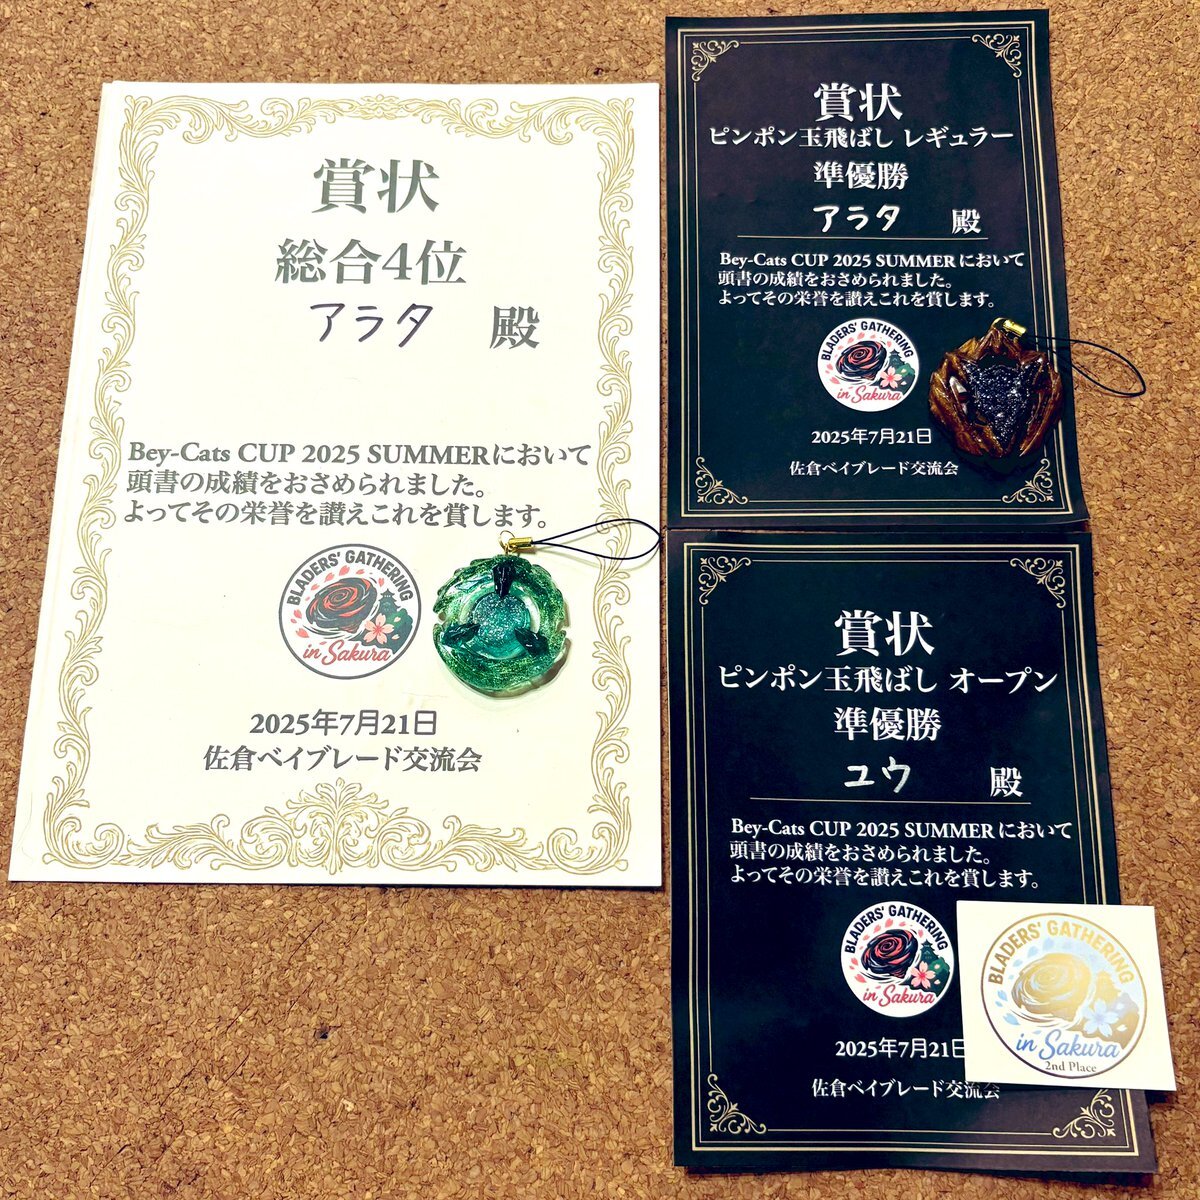 賞状
総合4位
アラタ 殿
Bey-Cats CUP 2025 SUMMERにおいて
頭書の成績をおさめられました。
よってその栄誉を讃えこれを賞します。
BLADERS' GATHERING
in Sakura
2025年7月21日
佐倉ベイブレード交流会
賞状
ピンポン玉飛ばし レギュラー
準優勝
アラタ 殿
Bey-Cats CUP 2025 SUMMERにおいて
頭書の成績をおさめられました。
よってその栄誉を讃えこれを賞します。
BLADERS' GATHERING
in Sakura
2025年7月21日
佐倉ベイブレード交流会
賞状
ピンポン玉飛ばし オープン
準優勝
ユウ 殿
Bey-Cats CUP 2025 SUMMERにおいて
頭書の成績をおさめられました。
よってその栄誉を讃えこれを賞します。
BLADERS' GATHERING
in Sakura
2025年7月21日
佐倉ベイブレード交流会
BLADERS' GATHERING
in Sakura
2nd Place